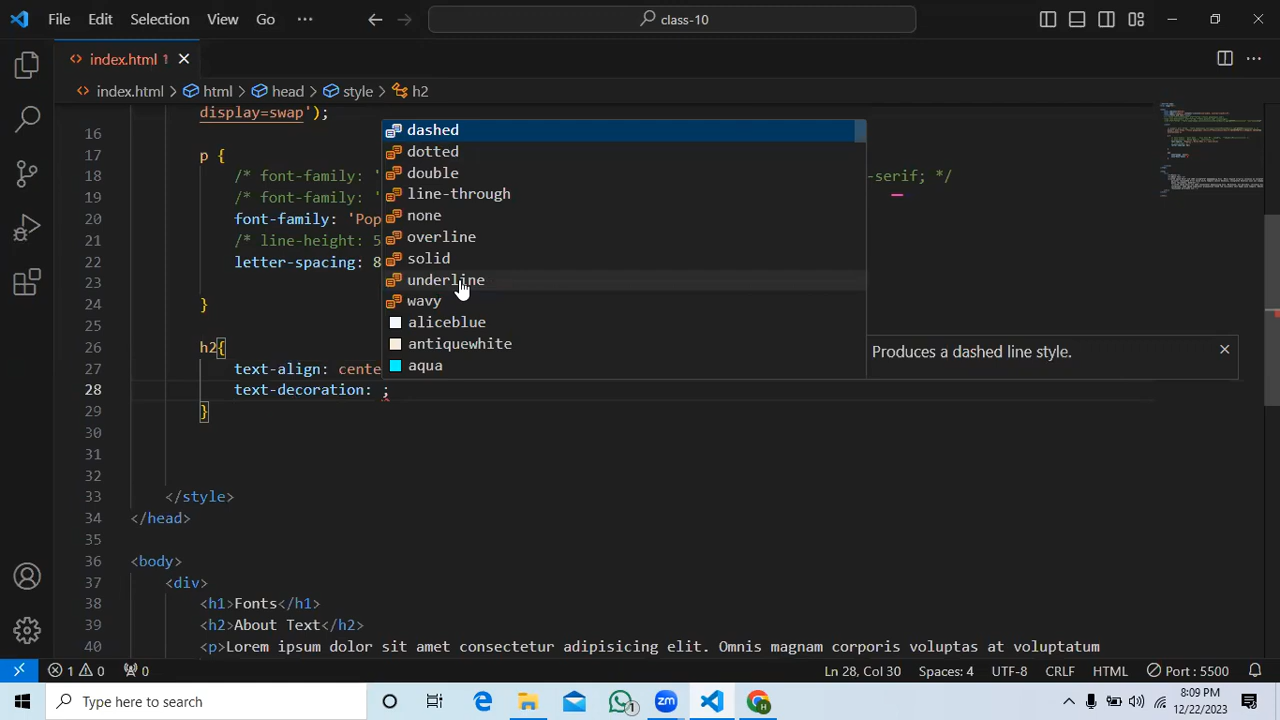 File Edit Selection View Go ··· class-10
index.html 1
index.html > html > head > style > h2
display=swap');
16
17 p {
18 /* font-family: ' -serif; */
19 /* font-family: '
20 font-family: 'Pop
21 /* line-height: 5
22 letter-spacing: 8
23
24 }
25
26 h2{
27 text-align: cente
28 text-decoration: ;
29 }
30
31
32
33 </style>
34 </head>
35
36 <body>
37 <div>
38 <h1>Fonts</h1>
39 <h2>About Text</h2>
40 <p>Lorem ipsum dolor sit amet consectetur adipisicing elit. Omnis magnam corporis voluptas at voluptatum
dashed
dotted
double
line-through
none
overline
solid
underline
wavy
aliceblue
antiquewhite
aqua
Produces a dashed line style.
1 0 0 Ln 28, Col 30 Spaces: 4 UTF-8 CRLF HTML Port : 5500
Type here to search 1 8:09 PM
12/22/2023